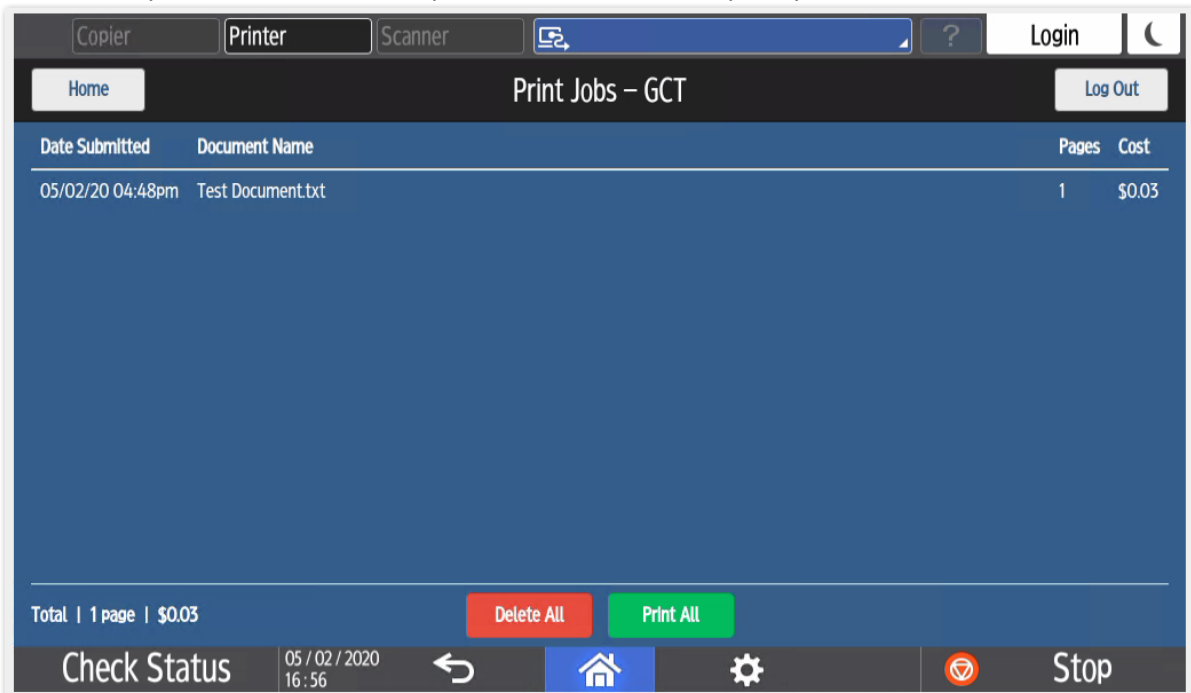 Copier Printer Scanner ? Login
Home Print Jobs – GCT Log Out
Date Submitted Document Name Pages Cost
05/02/20 04:48pm Test Document.txt 1 $0.03
Total | 1 page | $0.03 Delete All Print All
Check Status 05 / 02 / 2020 Stop
16 : 56